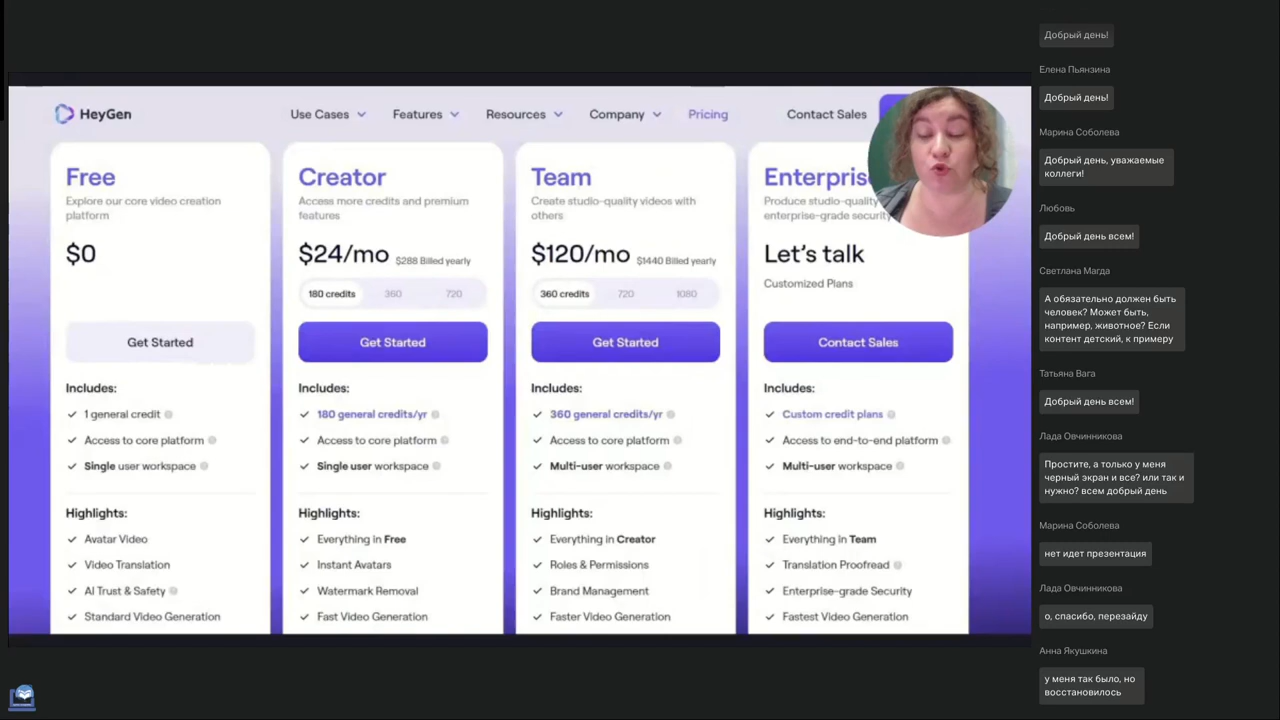 HeyGen
Use Cases
Features
Resources
Company
Pricing
Contact Sales
Free
Explore our core video creation
platform
$0
Get Started
Includes:
1 general credit
Access to core platform
Single user workspace
Highlights:
Avatar Video
Video Translation
AI Trust & Safety
Standard Video Generation
Creator
Access more credits and premium
features
$24/mo $288 Billed yearly
180 credits 360 720
Get Started
Includes:
180 general credits/yr
Access to core platform
Single user workspace
Highlights:
Everything in Free
Instant Avatars
Watermark Removal
Fast Video Generation
Team
Create studio-quality videos with
others
$120/mo $1440 Billed yearly
360 credits 720 1080
Get Started
Includes:
360 general credits/yr
Access to core platform
Multi-user workspace
Highlights:
Everything in Creator
Roles & Permissions
Brand Management
Faster Video Generation
Enterpris
Produce studio-quality
enterprise-grade security
Let's talk
Customized Plans
Contact Sales
Includes:
Custom credit plans
Access to end-to-end platform
Multi-user workspace
Highlights:
Everything in Team
Translation Proofread
Enterprise-grade Security
Fastest Video Generation
Добрый день!
Елена Пьянзина
Добрый день!
Марина Соболева
Добрый день, уважаемые
коллеги!
Любовь
Добрый день всем!
Светлана Магда
А обязательно должен быть
человек? Может быть,
например, животное? Если
контент детский, к примеру
Татьяна Вага
Добрый день всем!
Лада Овчинникова
Простите, а только у меня
черный экран и все? или так и
нужно? всем добрый день
Марина Соболева
нет идет презентация
Лада Овчинникова
о, спасибо, перезайду
Анна Якушкина
у меня так было, но
восстановилось